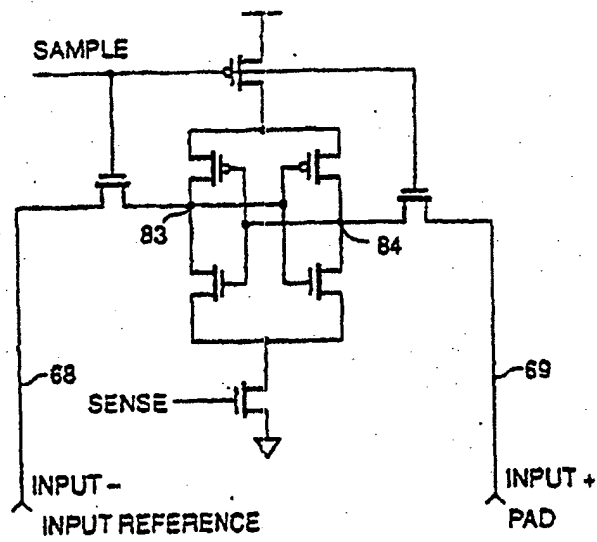 SAMPLE
83
84
68
69
SENSE
INPUT –
INPUT REFERENCE
INPUT +
PAD